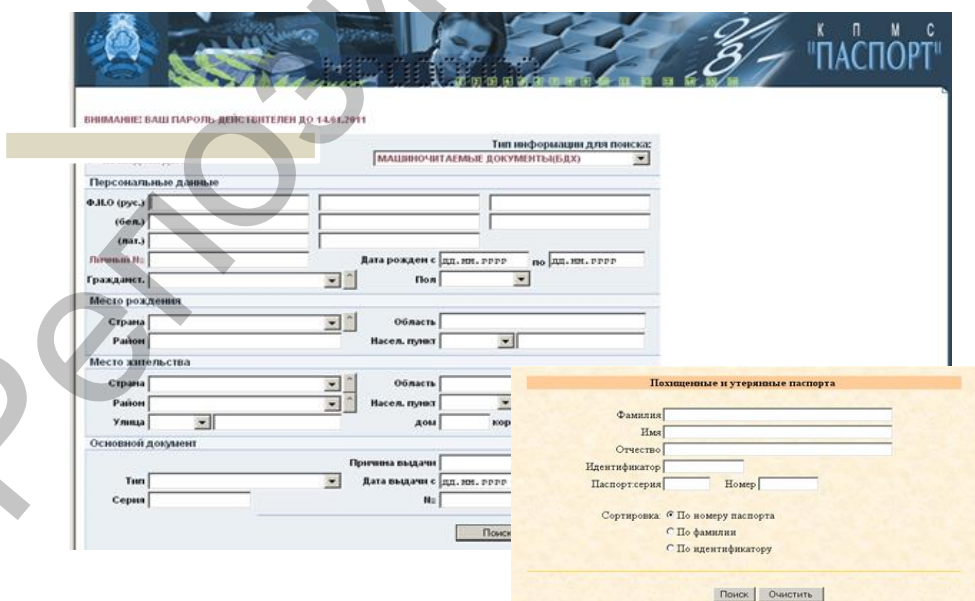 К П М С
"ПАСПОРТ"
ВНИМАНИЕ! ВАШ ПАРОЛЬ ДЕЙСТВИТЕЛЕН ДО 14.01.2011
Тип информации для поиска:
МАШИНОЧИТАЕМЫЕ ДОКУМЕНТЫ(БДХ)
Персональные данные
Ф.И.О (рус.)
(бел.)
(лат.)
Личный № Дата рожден с дд.мм.гггг по дд.мм.гггг
Гражданст. Пол
Место рождения
Страна Область
Район Насел. пункт
Место жительства
Страна Область
Район Насел. пункт
Улица дом кор
Основной документ
Причина выдачи
Тип Дата выдачи с дд.мм.гггг
Серия №
Поиск
Похищенные и утерянные паспорта
Фамилия
Имя
Отчество
Идентификатор
Паспорт:серия Номер
Сортировка: По номеру паспорта
По фамилии
По идентификатору
Поиск Очистить